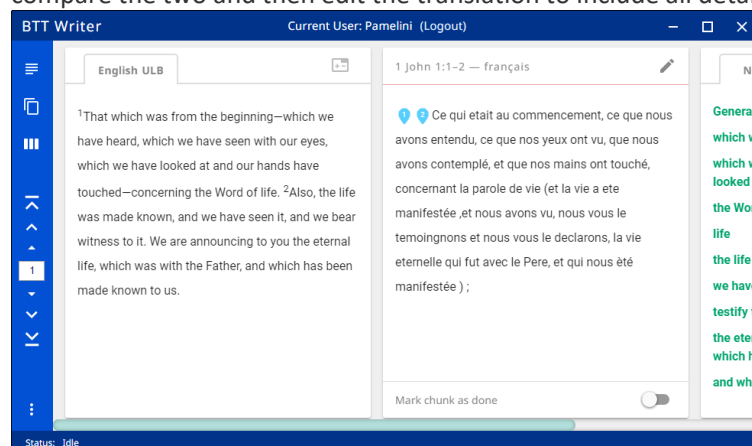 compare the two and then edit the translation to include all
BTT Writer
Current User: Pamelini (Logout)
English ULB
1That which was from the beginning—which we
have heard, which we have seen with our eyes,
which we have looked at and our hands have
touched—concerning the Word of life. 2Also, the life
was made known, and we have seen it, and we bear
witness to it. We are announcing to you the eternal
life, which was with the Father, and which has been
made known to us.
1 John 1:1–2 — français
1 2 Ce qui etait au commencement, ce que nous
avons entendu, ce que nos yeux ont vu, que nous
avons contemplé, et que nos mains ont touché,
concernant la parole de vie (et la vie a ete
manifestée ,et nous avons vu, nous vous le
temoingnons et nous vous le declarons, la vie
eternelle qui fut avec le Pere, et qui nous èté
manifestée ) ;
Mark chunk as done
N
Genera
which w
which w
looked
the Wo
life
the life
we hav
testify
the ete
which h
and wh
1
Status: Idle